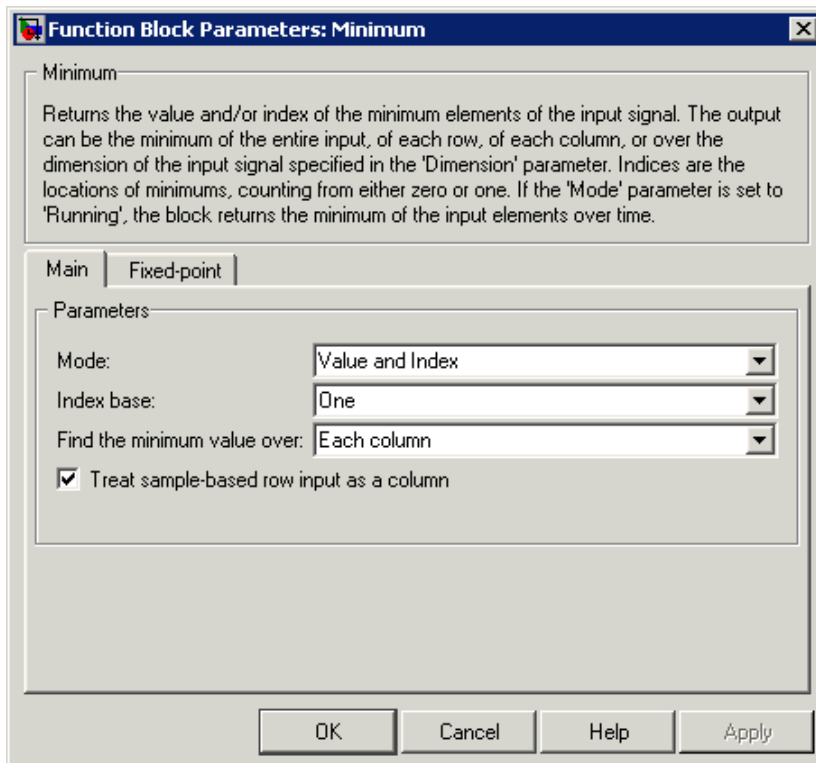 Function Block Parameters: Minimum
Minimum
Returns the value and/or index of the minimum elements of the input signal. The output
can be the minimum of the entire input, of each row, of each column, or over the
dimension of the input signal specified in the 'Dimension' parameter. Indices are the
locations of minimums, counting from either zero or one. If the 'Mode' parameter is set to
'Running', the block returns the minimum of the input elements over time.
Main Fixed-point
Parameters
Mode: Value and Index
Index base: One
Find the minimum value over: Each column
Treat sample-based row input as a column
OK Cancel Help Apply